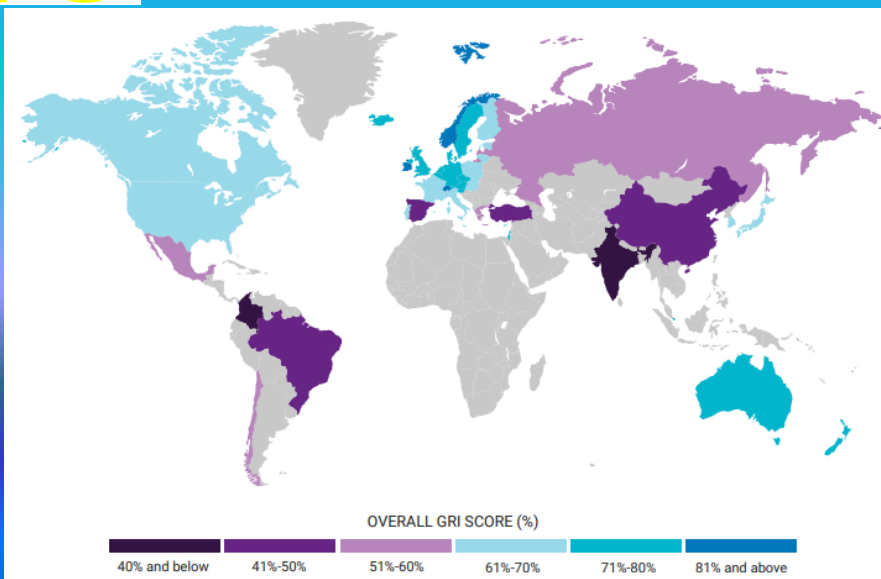 OVERALL GRI SCORE (%)
40% and below 41%-50% 51%-60% 61%-70% 71%-80% 81% and above